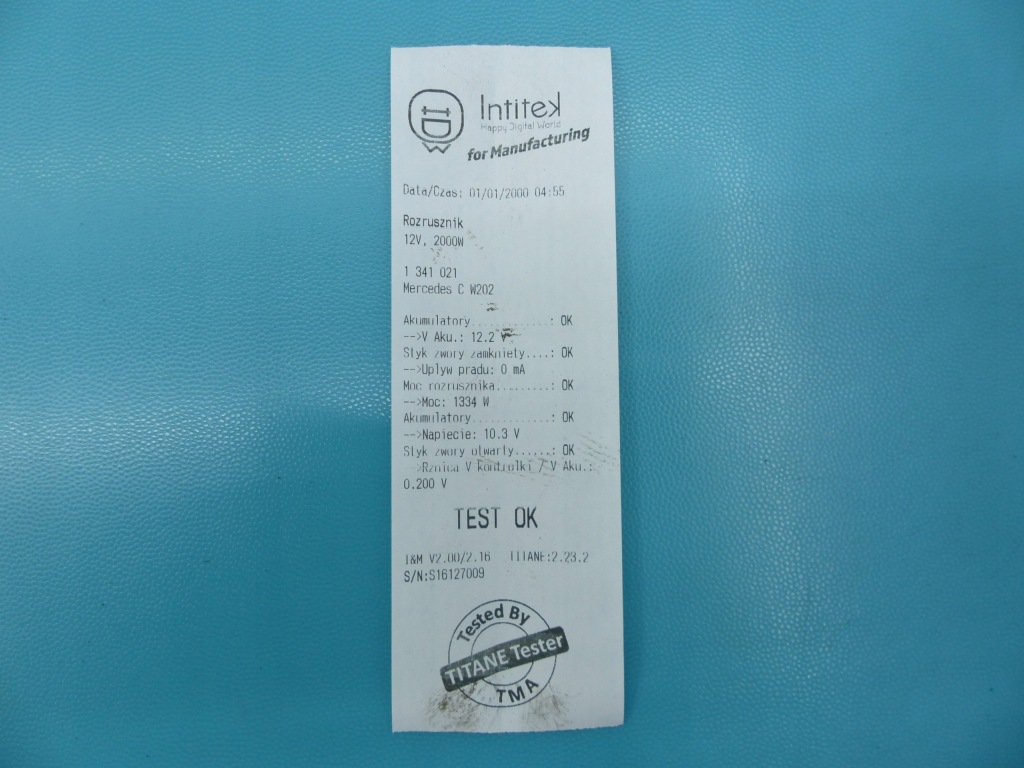 Intitek
Happy Digital World
for Manufacturing
Data/Czas: 01/01/2000 04:55
Rozrusznik
12V, 2000W
1 341 021
Mercedes C W202
Akumulatory............: OK
-->V Aku.: 12.2 V
Styk zwory zamkniety....: OK
-->Uplyw pradu: 0 mA
Moc rozrusznika.........: OK
-->Moc: 1334 W
Akumulatory............: OK
-->Napiecie: 10.3 V
Styk zwory otwarty......: OK
-->Rznica V kontrolki / V Aku.:
0.200 V
TEST OK
I&M V2.00/2.16 TITANE:2.23.2
S/N:S16127009
Tested By
TITANE Tester
TMA